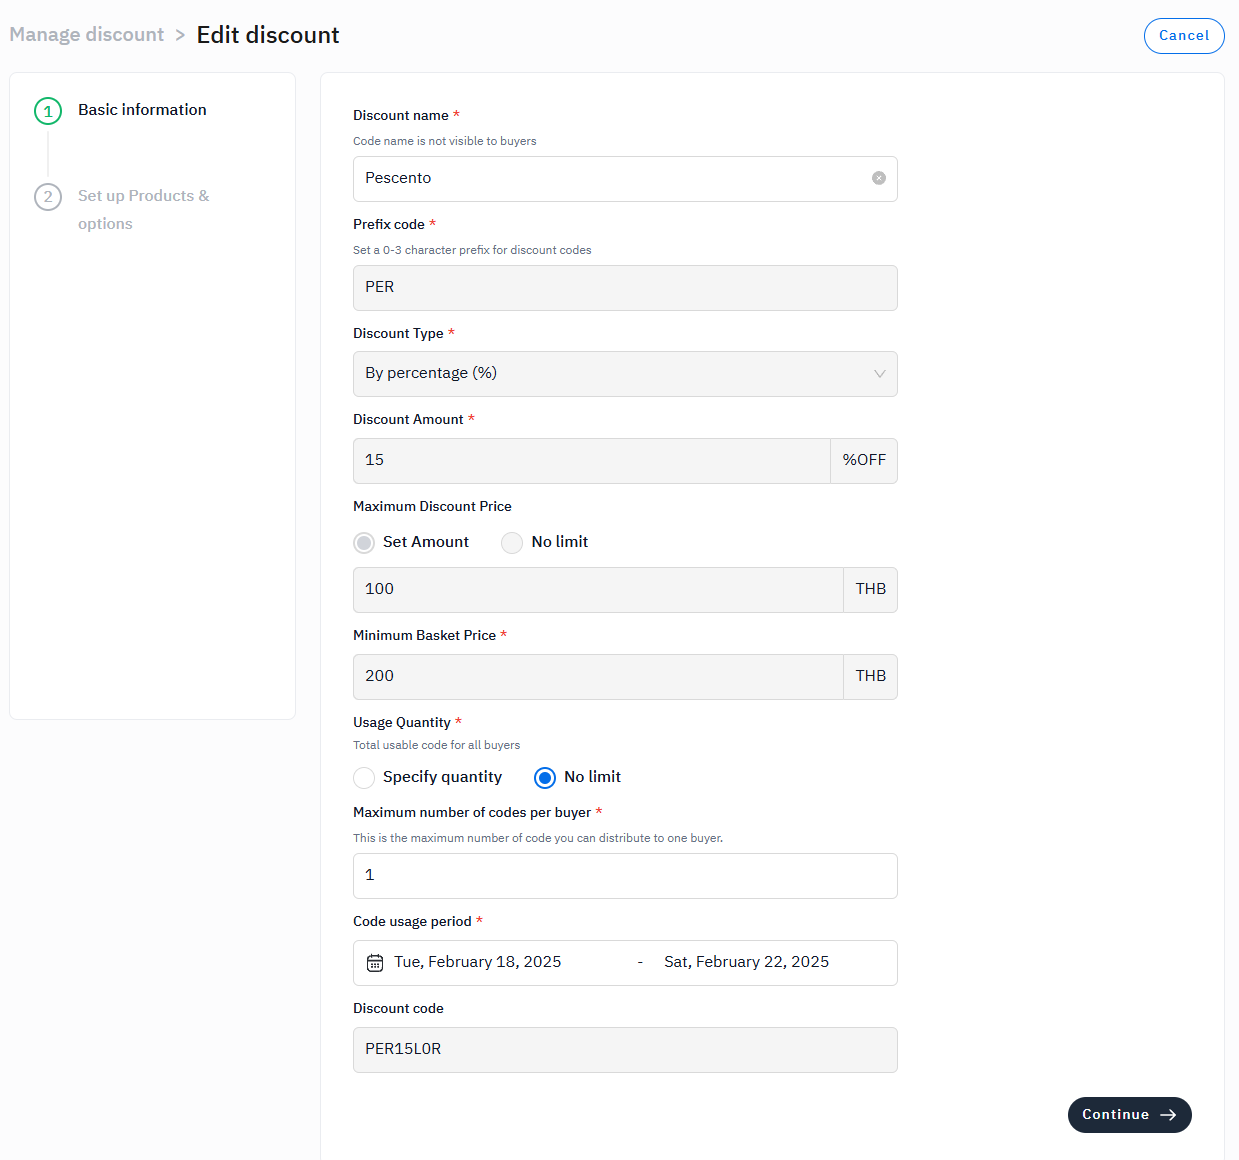 Manage discount > Edit discount
Cancel
1 Basic information
2 Set up Products &
options
Discount name *
Code name is not visible to buyers
Pescento
Prefix code *
Set a 0-3 character prefix for discount codes
PER
Discount Type *
By percentage (%)
Discount Amount *
15 %OFF
Maximum Discount Price
Set Amount No limit
100 THB
Minimum Basket Price *
200 THB
Usage Quantity *
Total usable code for all buyers
Specify quantity No limit
Maximum number of codes per buyer *
This is the maximum number of code you can distribute to one buyer.
1
Code usage period *
Tue, February 18, 2025 - Sat, February 22, 2025
Discount code
PER15L0R
Continue →